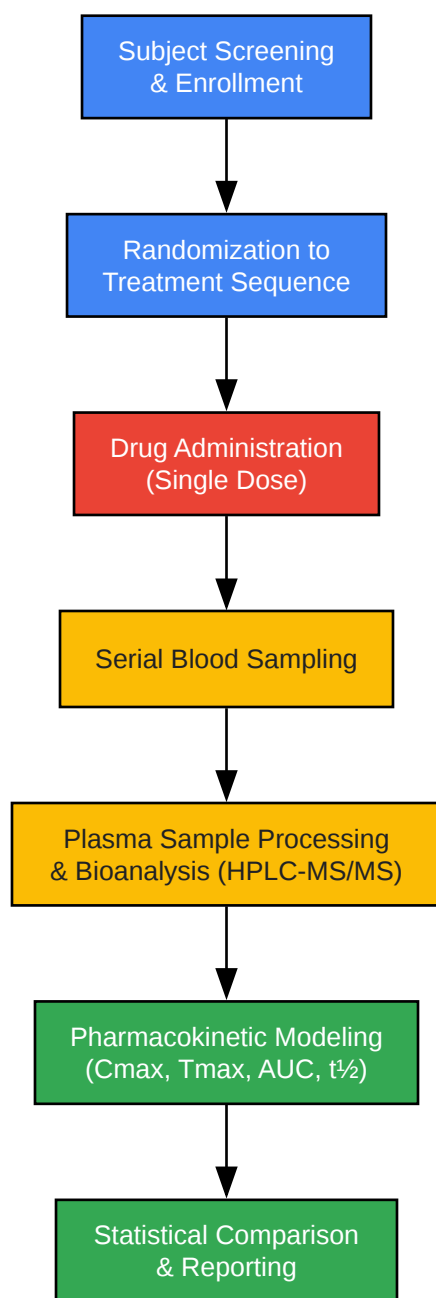 Subject Screening
& Enrollment
Randomization to
Treatment Sequence
Drug Administration
(Single Dose)
Serial Blood Sampling
Plasma Sample Processing
& Bioanalysis (HPLC-MS/MS)
Pharmacokinetic Modeling
(Cmax, Tmax, AUC, t½)
Statistical Comparison
& Reporting